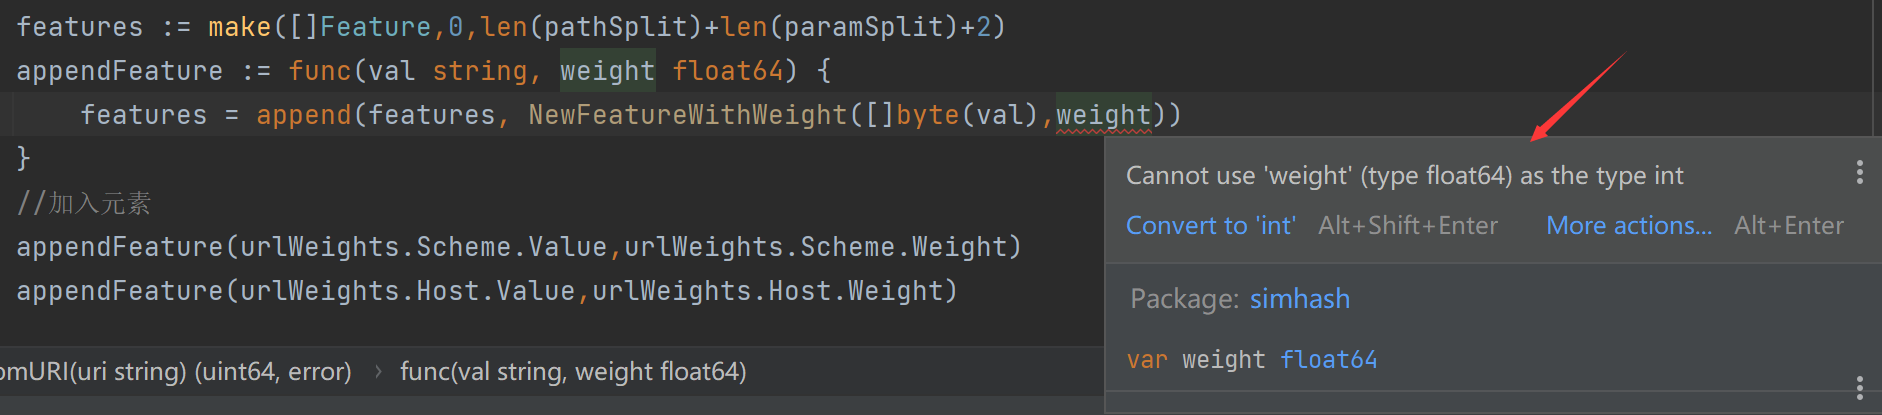 features := make([]Feature,0,len(pathSplit)+len(paramSplit)+2)
appendFeature := func(val string, weight float64) {
features = append(features, NewFeatureWithWeight([]byte(val),weight))
}
//加入元素
appendFeature(urlWeights.Scheme.Value,urlWeights.Scheme.Weight)
appendFeature(urlWeights.Host.Value,urlWeights.Host.Weight)
Cannot use 'weight' (type float64) as the type int
Convert to 'int' Alt+Shift+Enter More actions... Alt+Enter
Package: simhash
var weight float64
omURI(uri string) (uint64, error) › func(val string, weight float64)